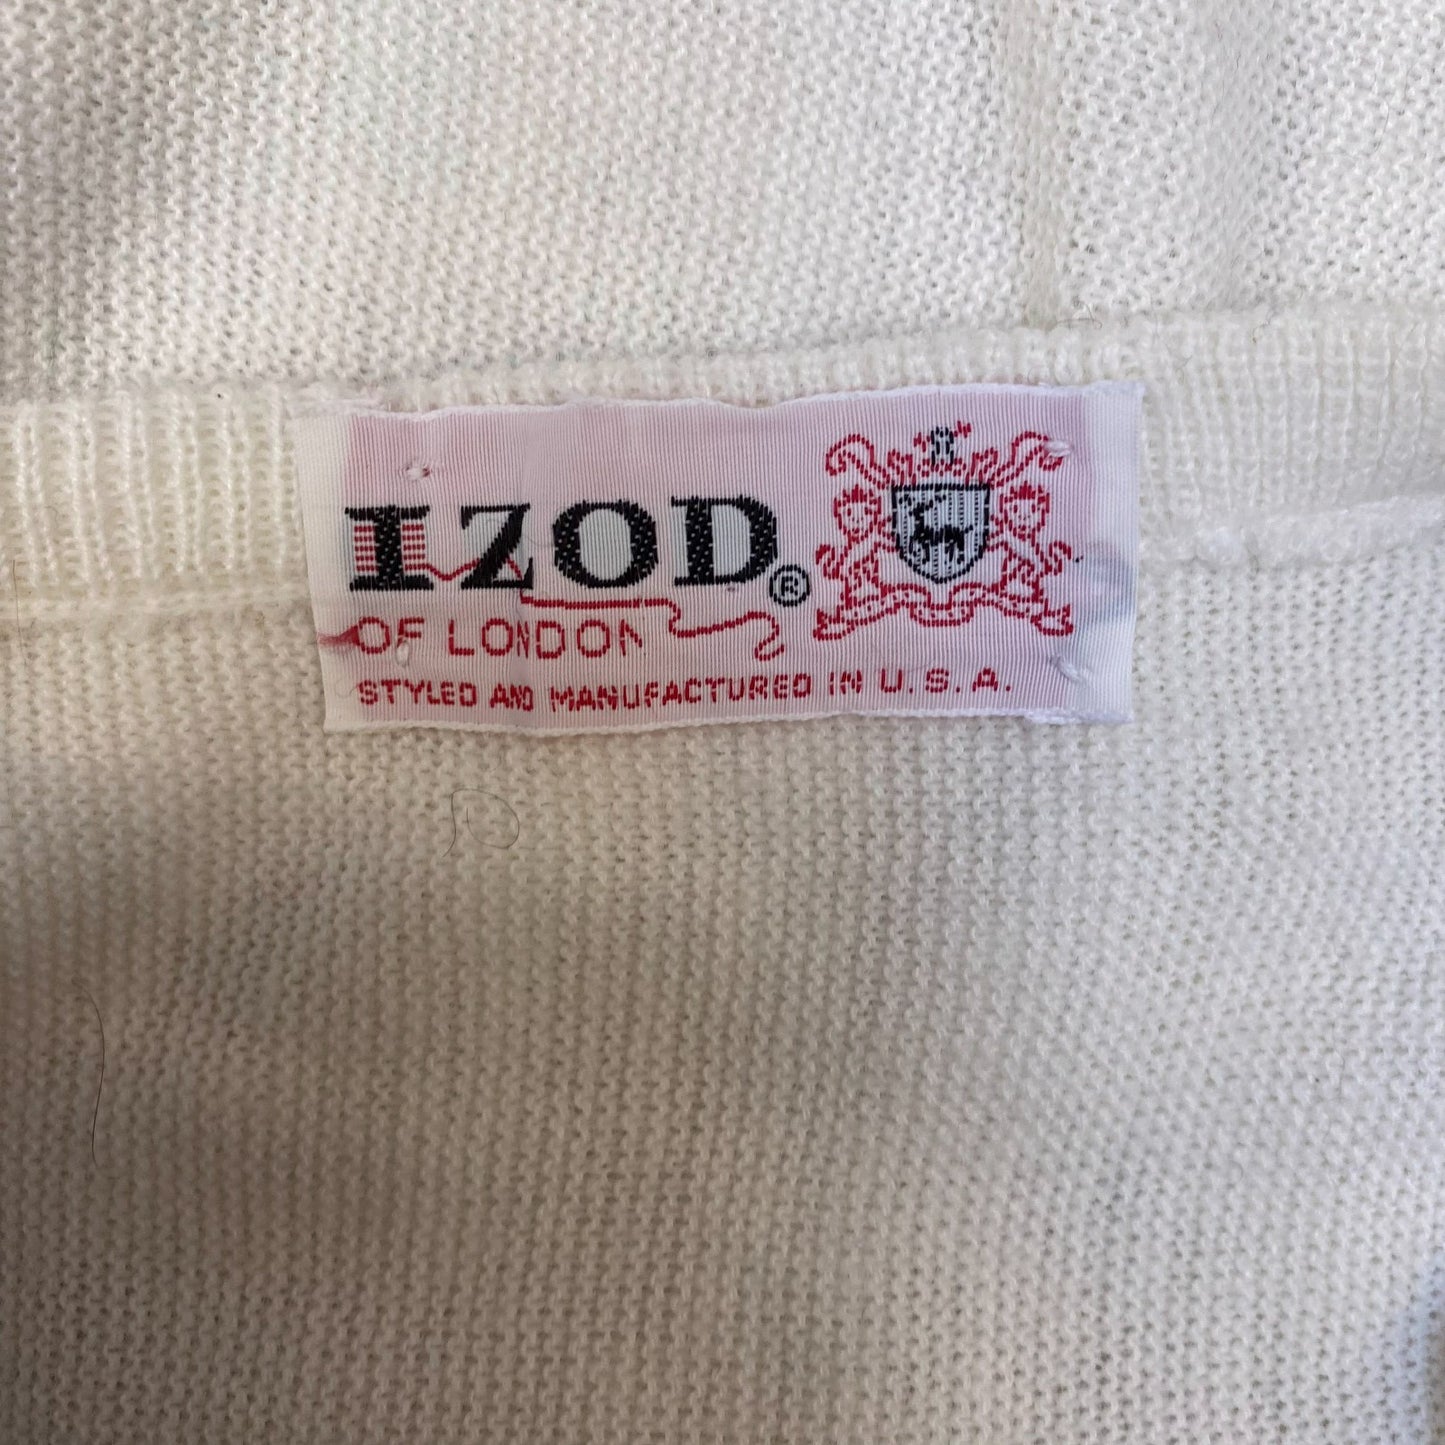 IZOD®
OF LONDON
STYLED AND MANUFACTURED IN U.S.A.